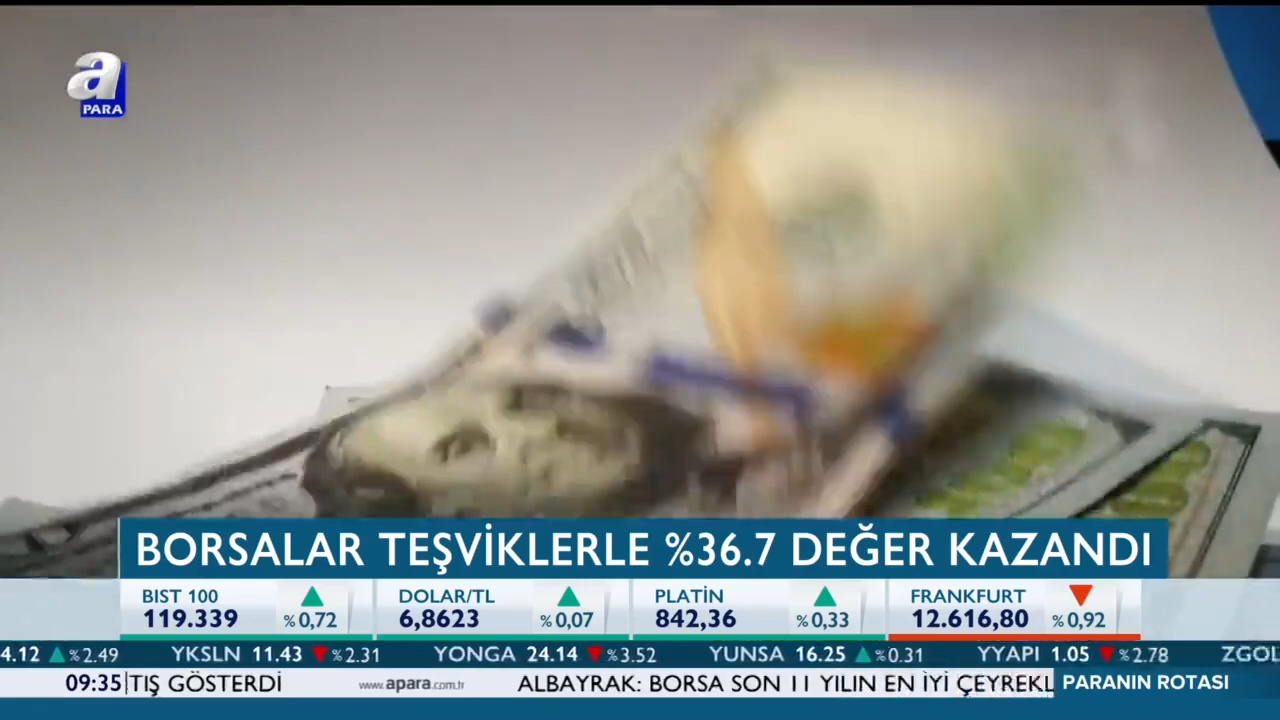 a
PARA
BORSALAR TEŞVİKLERLE %36.7 DEĞER KAZANDI
BIST 100 119.339 %0,72
DOLAR/TL 6,8623 %0,07
PLATİN 842,36 %0,33
FRANKFURT 12.616,80 %0,92
4.12 %2.49 YKSLN 11.43 %2.31 YONGA 24.14 %3.52 YUNSA 16.25 %0.31 YYAPI 1.05 %2.78 ZGOL
09:35 TIŞ GÖSTERDİ www.apara.com.tr ALBAYRAK: BORSA SON 11 YILIN EN İYİ ÇEYREKL PARANIN ROTASI